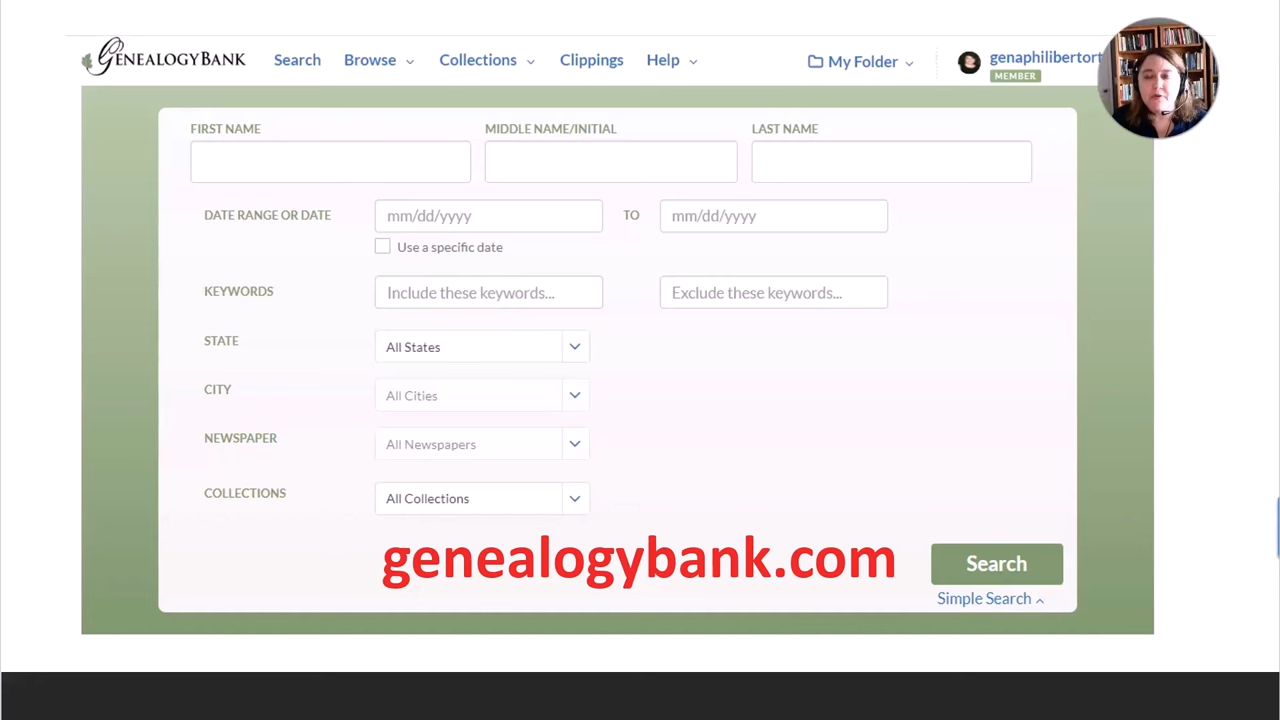 GENEALOGYBANK Search Browse Collections Clippings Help My Folder genaphilibertort
MEMBER
FIRST NAME MIDDLE NAME/INITIAL LAST NAME
DATE RANGE OR DATE mm/dd/yyyy TO mm/dd/yyyy
Use a specific date
KEYWORDS Include these keywords... Exclude these keywords...
STATE All States
CITY All Cities
NEWSPAPER All Newspapers
COLLECTIONS All Collections
genealogybank.com Search
Simple Search